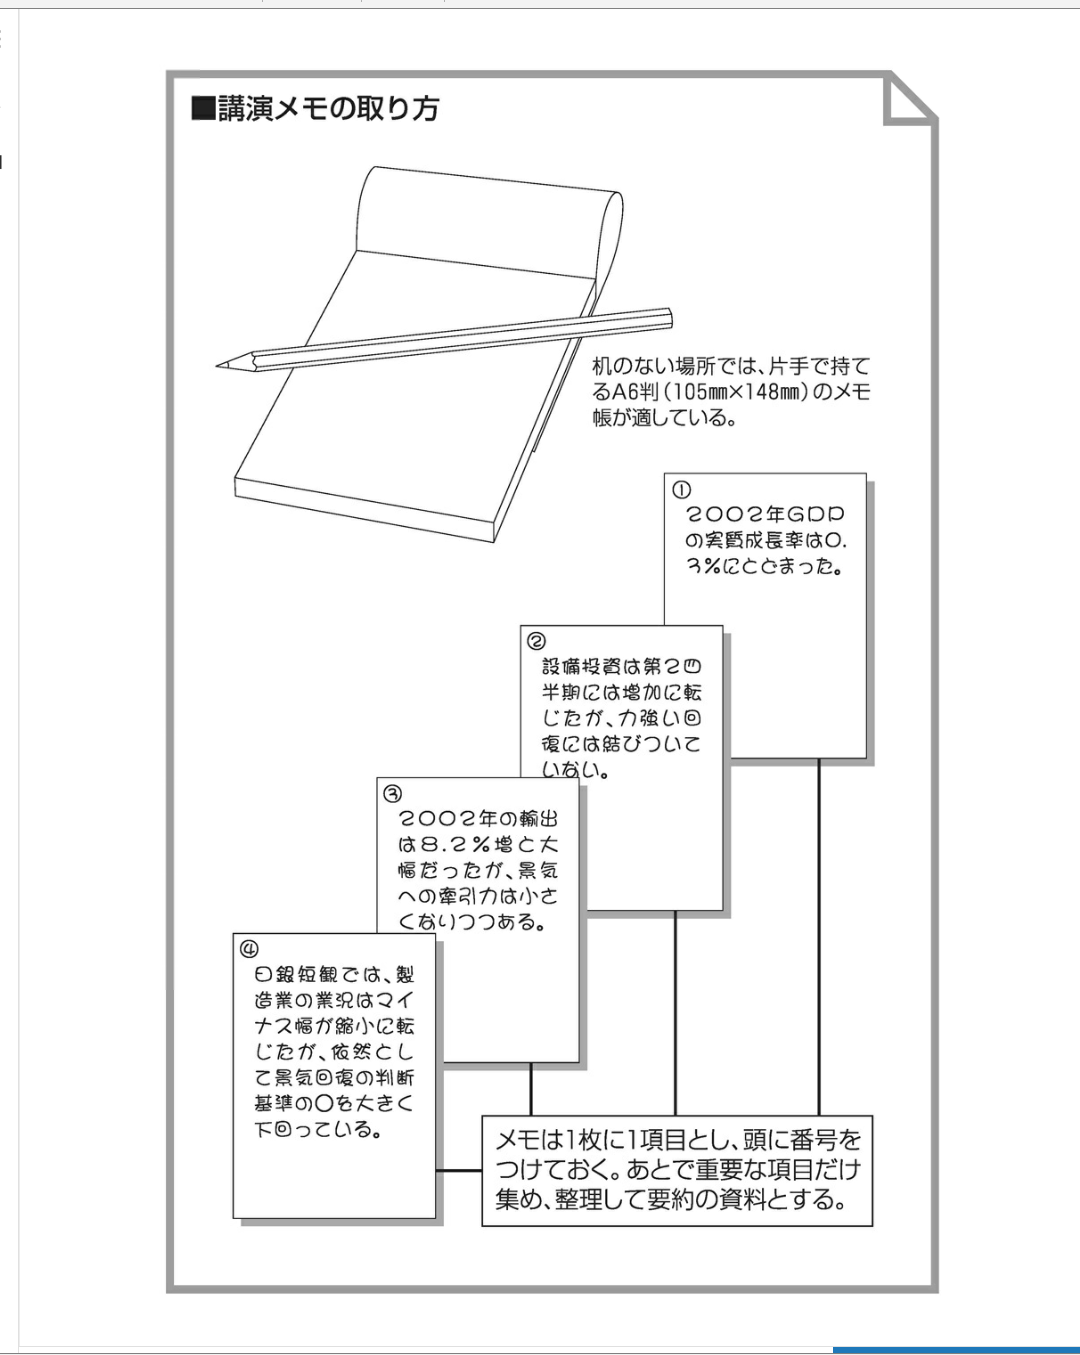 ■講演メモの取り方
机のない場所では、片手で持て
るA6判（105㎜×148㎜）のメモ
帳が適している。
①
2002年GDP
の実質成長率は0.
3%にとどまった。
②
設備投資は第2四
半期には増加に転
じたが、力強い回
復には結びついて
いない。
③
2002年の輸出
は8.2%増と大
幅だったが、景気
への牽引力は小さ
くなりつつある。
④
日銀短観では、製
造業の業況はマイ
ナス幅が縮小に転
じたが、依然とし
て景気回復の判断
基準の〇を大きく
下回っている。
メモは1枚に1項目とし、頭に番号を
つけておく。あとで重要な項目だけ
集め、整理して要約の資料とする。